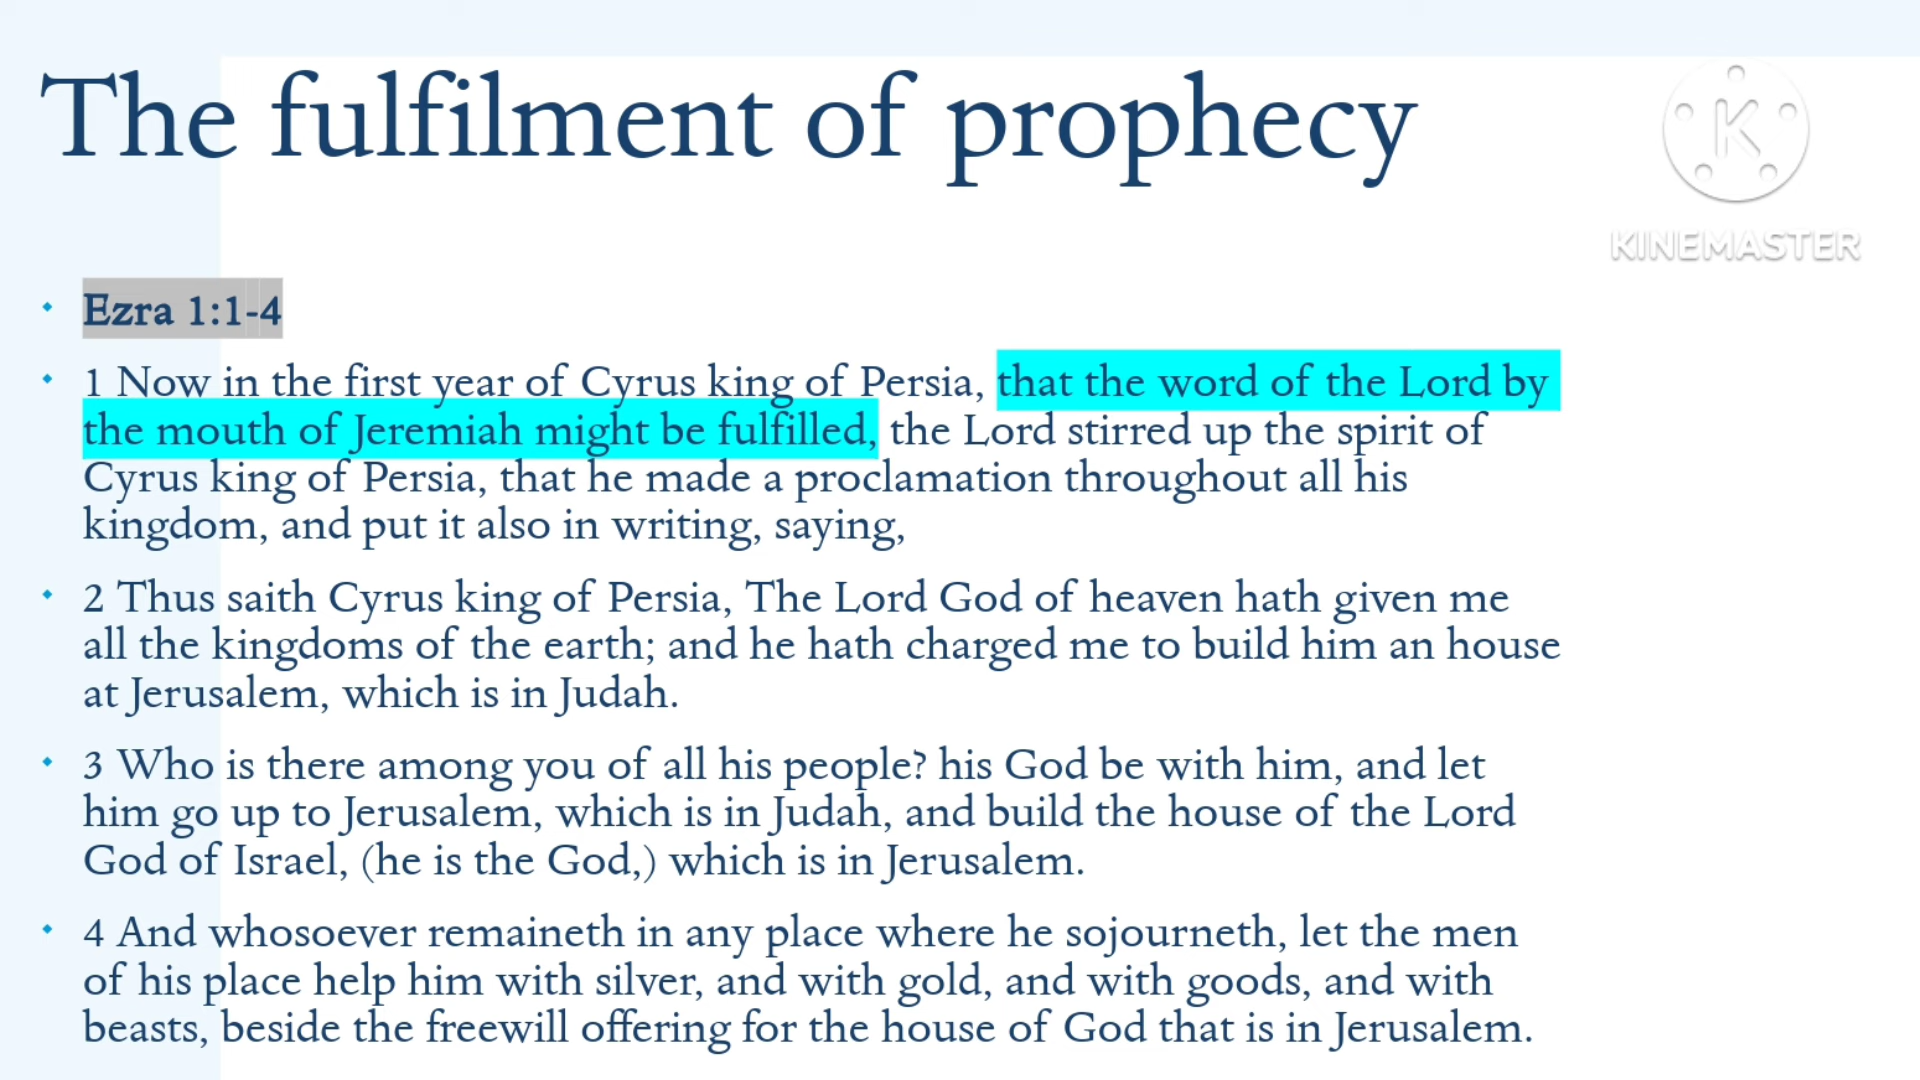 The fulfilment of prophecy
K
KINEMASTER
Ezra 1:1-4
1 Now in the first year of Cyrus king of Persia, that the word of the Lord by
the mouth of Jeremiah might be fulfilled, the Lord stirred up the spirit of
Cyrus king of Persia, that he made a proclamation throughout all his
kingdom, and put it also in writing, saying,
2 Thus saith Cyrus king of Persia, The Lord God of heaven hath given me
all the kingdoms of the earth; and he hath charged me to build him an house
at Jerusalem, which is in Judah.
3 Who is there among you of all his people? his God be with him, and let
him go up to Jerusalem, which is in Judah, and build the house of the Lord
God of Israel, (he is the God,) which is in Jerusalem.
4 And whosoever remaineth in any place where he sojourneth, let the men
of his place help him with silver, and with gold, and with goods, and with
beasts, beside the freewill offering for the house of God that is in Jerusalem.